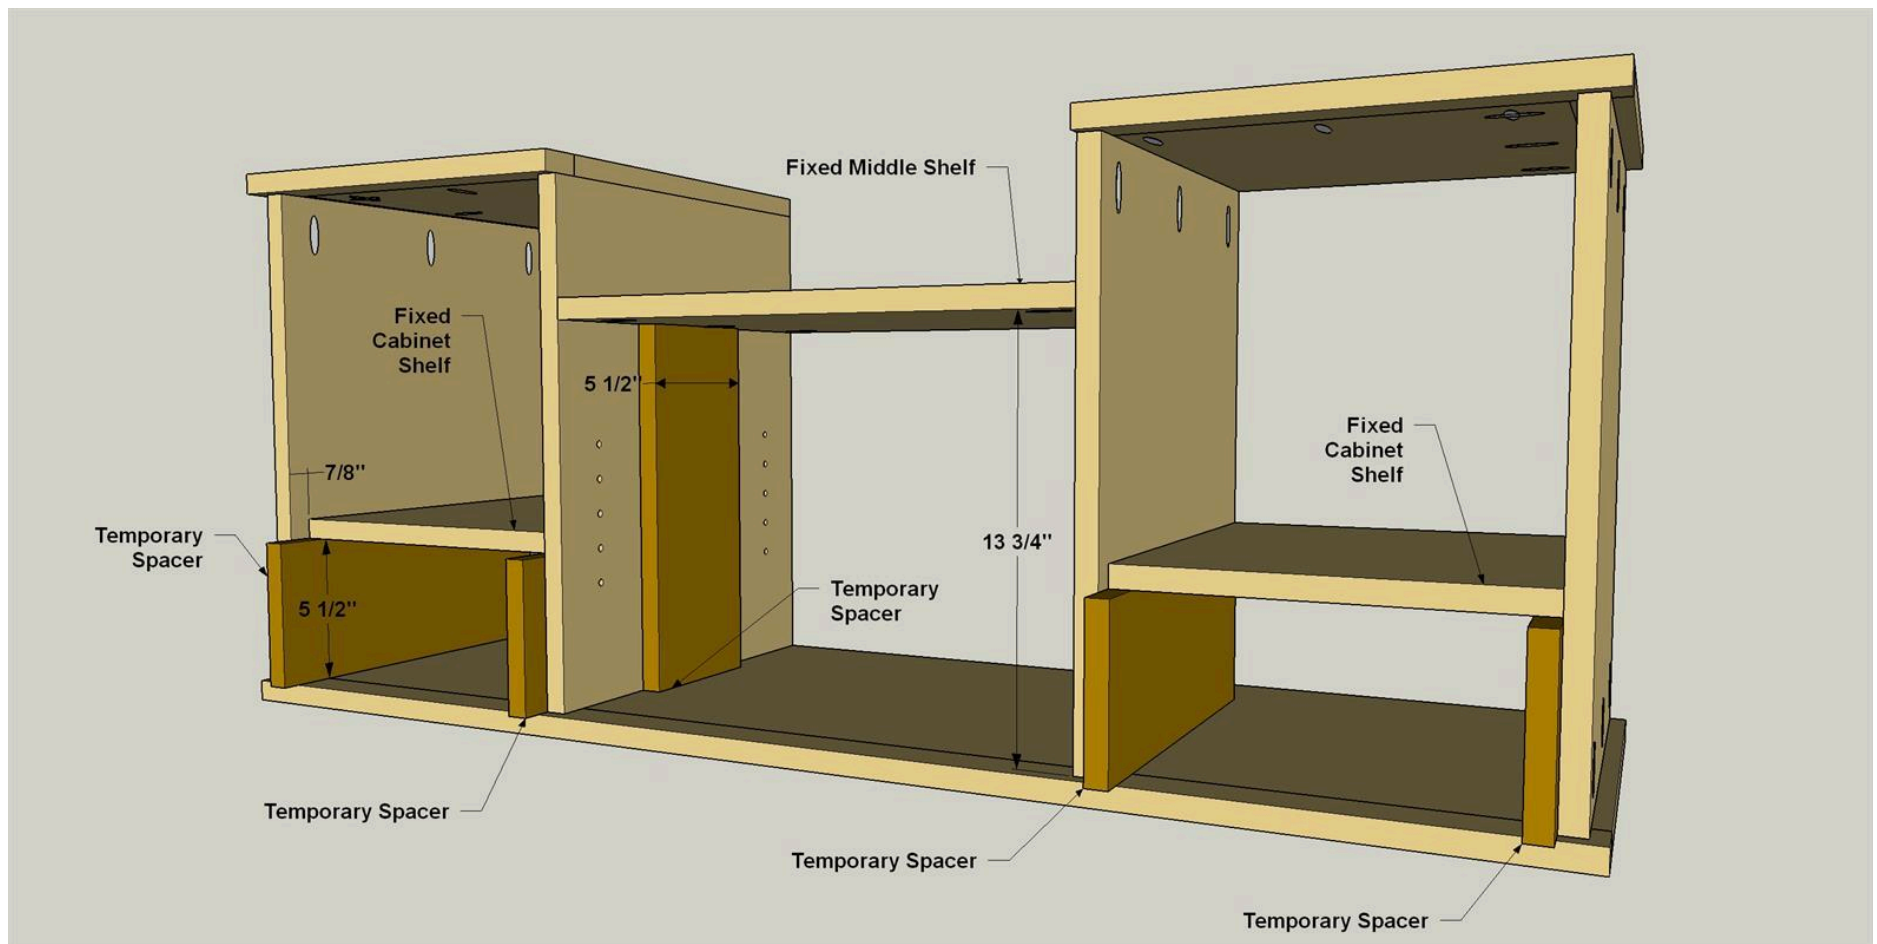 Fixed Middle Shelf
Fixed
Cabinet
Shelf
5 1/2"
7/8"
Fixed
Cabinet
Shelf
Temporary
Spacer
13 3/4"
5 1/2"
Temporary
Spacer
Temporary Spacer
Temporary Spacer
Temporary Spacer